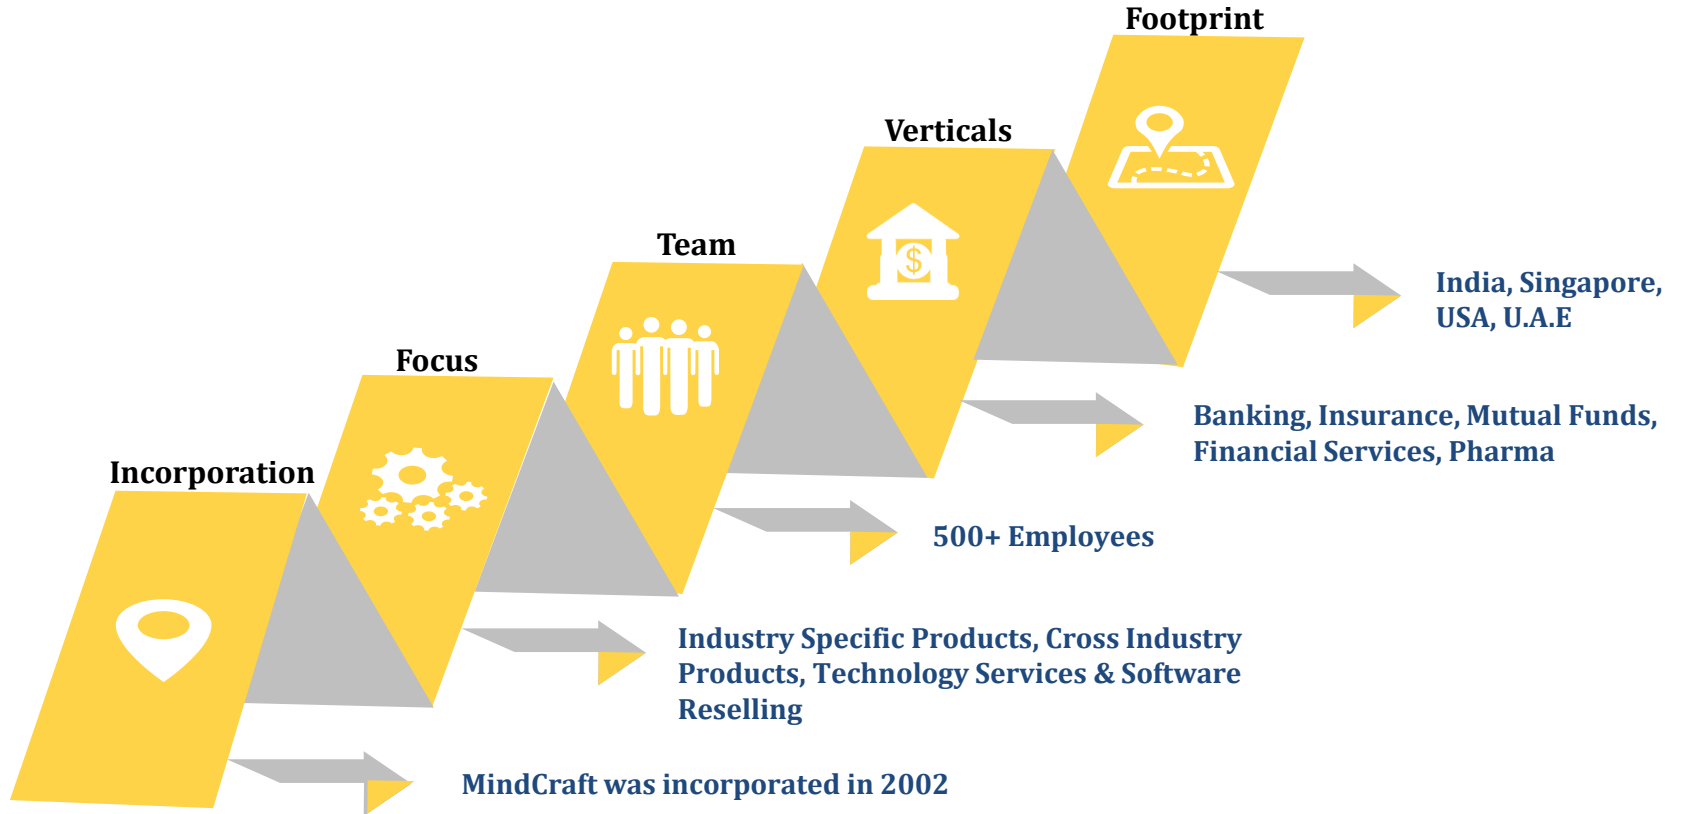 Footprint
India, Singapore,
USA, U.A.E
Verticals
Banking, Insurance, Mutual Funds,
Financial Services, Pharma
Team
500+ Employees
Focus
Industry Specific Products, Cross Industry
Products, Technology Services & Software
Reselling
Incorporation
MindCraft was incorporated in 2002
$